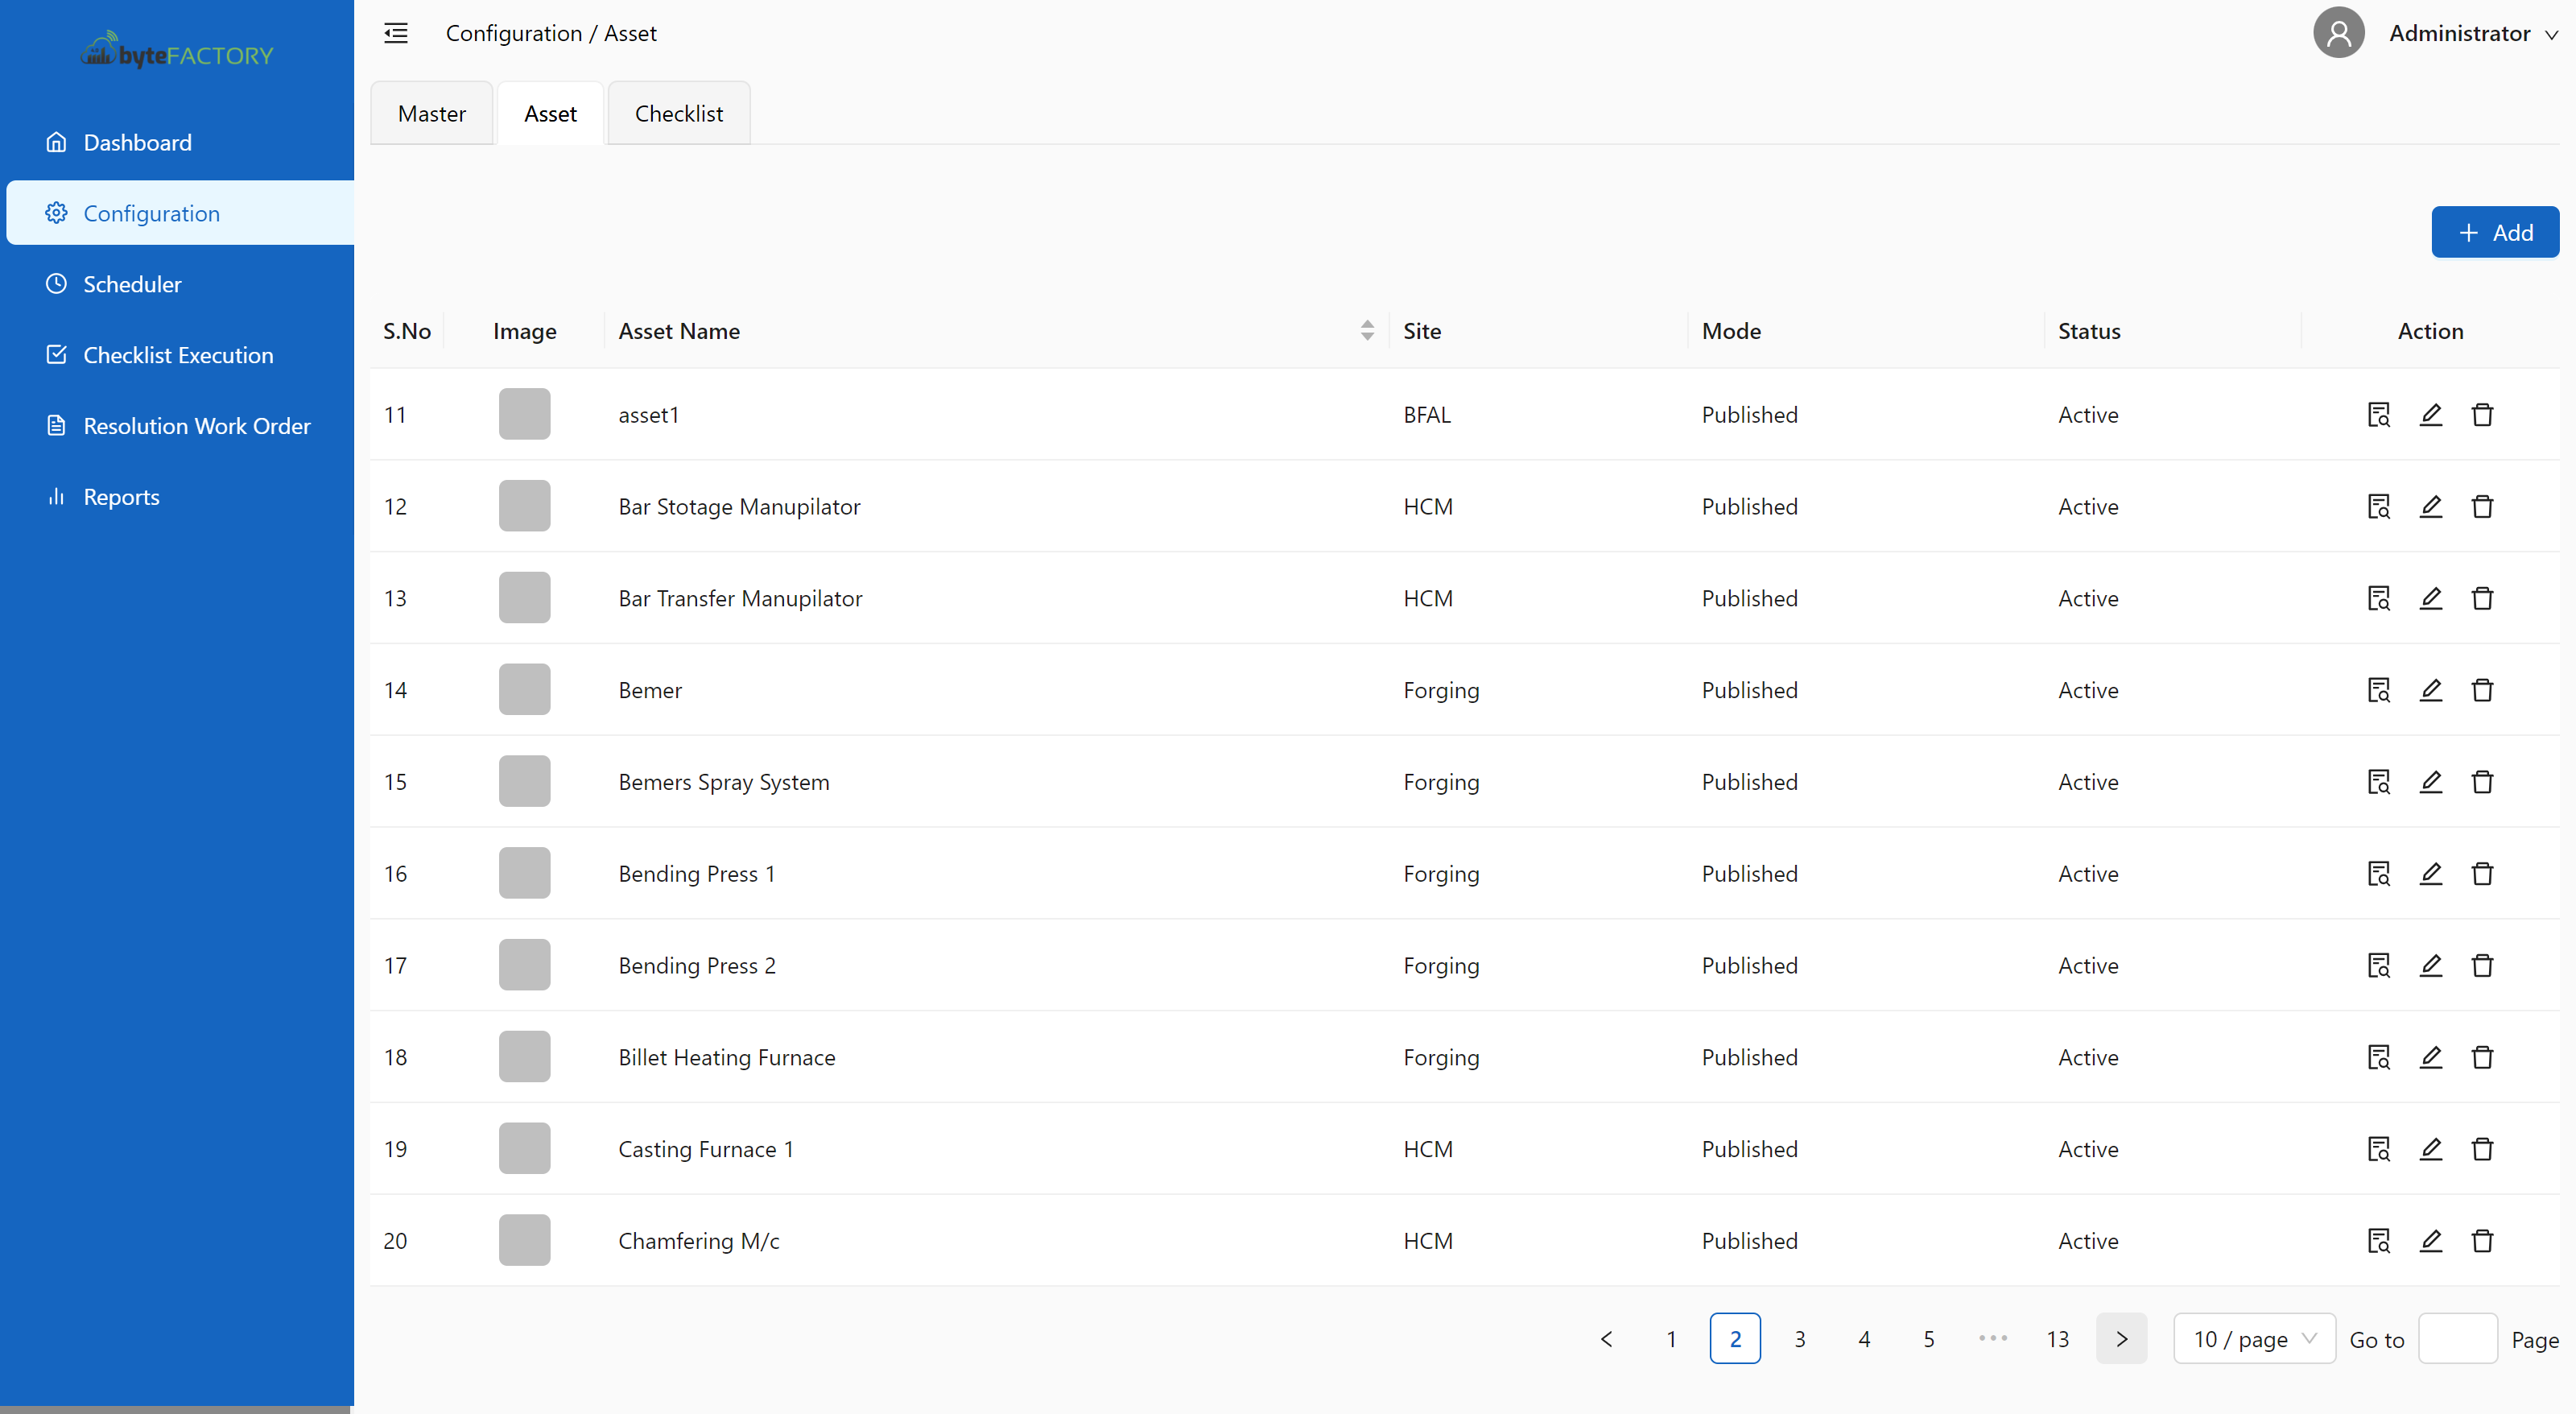 byteFACTORY
Dashboard
Configuration
Scheduler
Checklist Execution
Resolution Work Order
Reports
Configuration / Asset
Administrator
Master Asset Checklist
+ Add
S.No Image Asset Name Site Mode Status Action
11 asset1 BFAL Published Active
12 Bar Stotage Manupilator HCM Published Active
13 Bar Transfer Manupilator HCM Published Active
14 Bemer Forging Published Active
15 Bemers Spray System Forging Published Active
16 Bending Press 1 Forging Published Active
17 Bending Press 2 Forging Published Active
18 Billet Heating Furnace Forging Published Active
19 Casting Furnace 1 HCM Published Active
20 Chamfering M/c HCM Published Active
< 1 2 3 4 5 ••• 13 > 10 / page Go to Page